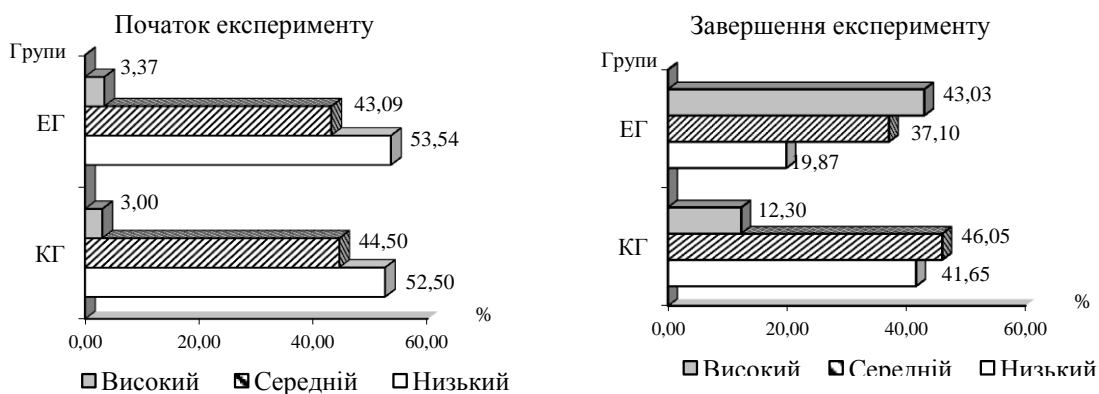 Початок експерименту
Групи
3,37
ЕГ
43,09
53,54
3,00
КГ
44,50
52,50
%
0,00 20,00 40,00 60,00
Високий Середній Низький
Завершення експерименту
Групи
43,03
ЕГ
37,10
19,87
12,30
КГ
46,05
41,65
%
0,00 20,00 40,00 60,00
Високий Середній Низький